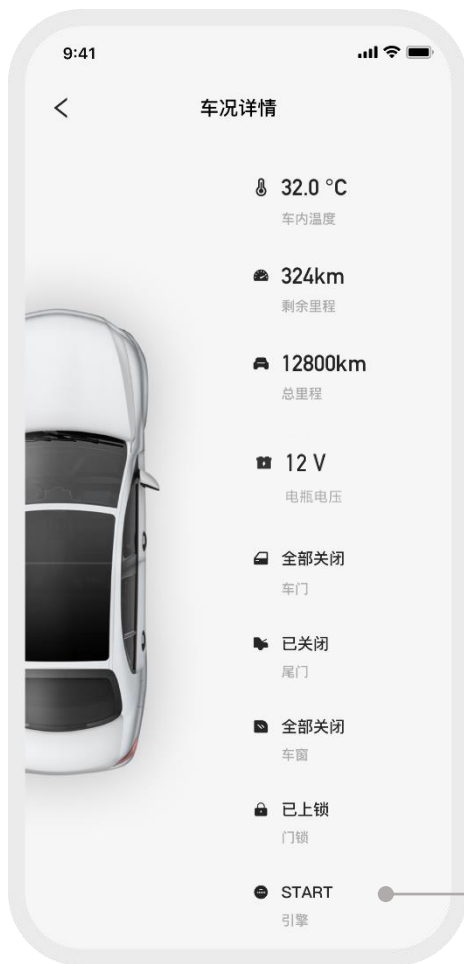 9:41
车况详情
32.0 °C
车内温度
324km
剩余里程
12800km
总里程
12 V
电瓶电压
全部关闭
车门
已关闭
尾门
全部关闭
车窗
已上锁
门锁
START
引擎